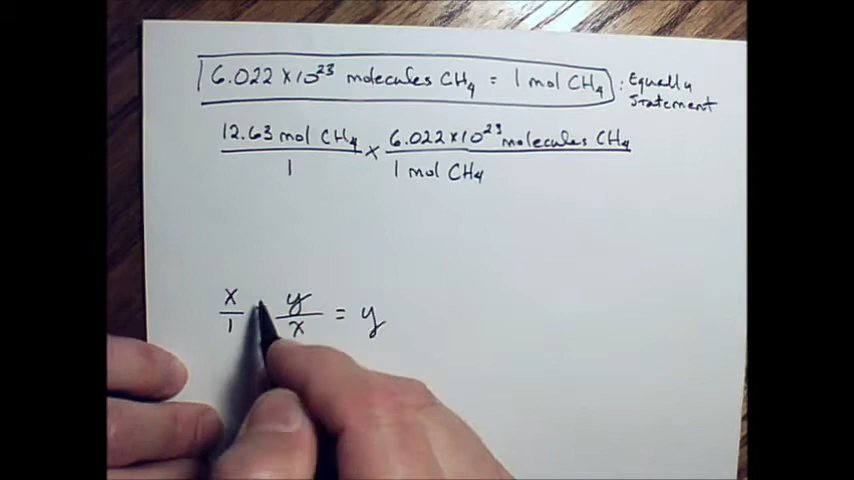 6.022 x 10²³ molecules CH₄ = 1 mol CH₄ : Equality
Statement
12.63 mol CH₄ x 6.022 x 10²³ molecules CH₄
1 1 mol CH₄
x y = y
1 x